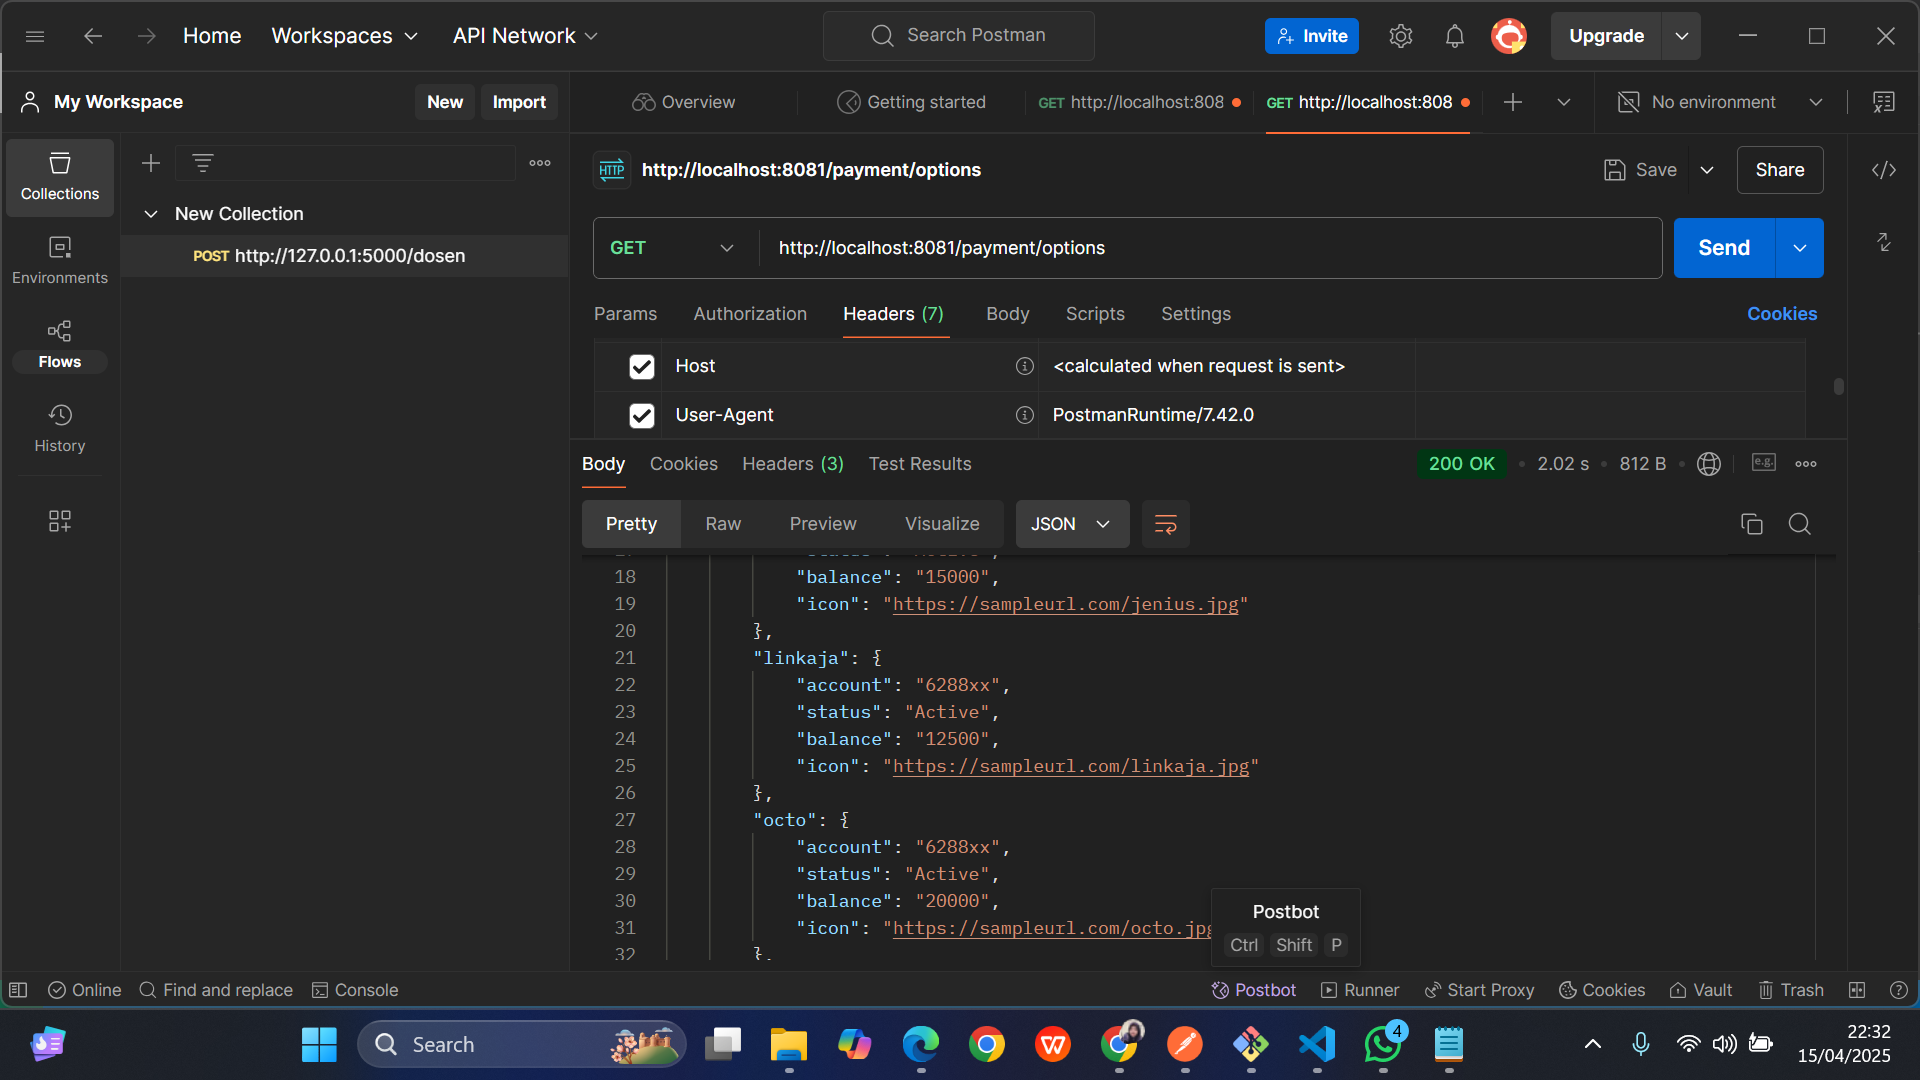 Home
Workspaces
API Network
Search Postman
Invite
Upgrade
My Workspace
New
Import
Overview
Getting started
GET http://localhost:808
GET http://localhost:808
No environment
Collections
Environments
Flows
History
New Collection
POST http://127.0.0.1:5000/dosen
HTTP
http://localhost:8081/payment/options
Save
Share
GET
http://localhost:8081/payment/options
Send
Params
Authorization
Headers (7)
Body
Scripts
Settings
Cookies
Host
<calculated when request is sent>
User-Agent
PostmanRuntime/7.42.0
Body
Cookies
Headers (3)
Test Results
200 OK
2.02 s
812 B
e.g.
Pretty
Raw
Preview
Visualize
JSON
18 "balance": "15000",
19 "icon": "https://sampleurl.com/jenius.jpg"
20 },
21 "linkaja": {
22 "account": "6288xx",
23 "status": "Active",
24 "balance": "12500",
25 "icon": "https://sampleurl.com/linkaja.jpg"
26 },
27 "octo": {
28 "account": "6288xx",
29 "status": "Active",
30 "balance": "20000",
31 "icon": "https://sampleurl.com/octo.jpg
32 },
Postbot
Ctrl Shift P
Online
Find and replace
Console
Postbot
Runner
Start Proxy
Cookies
Vault
Trash
Search
4
22:32
15/04/2025